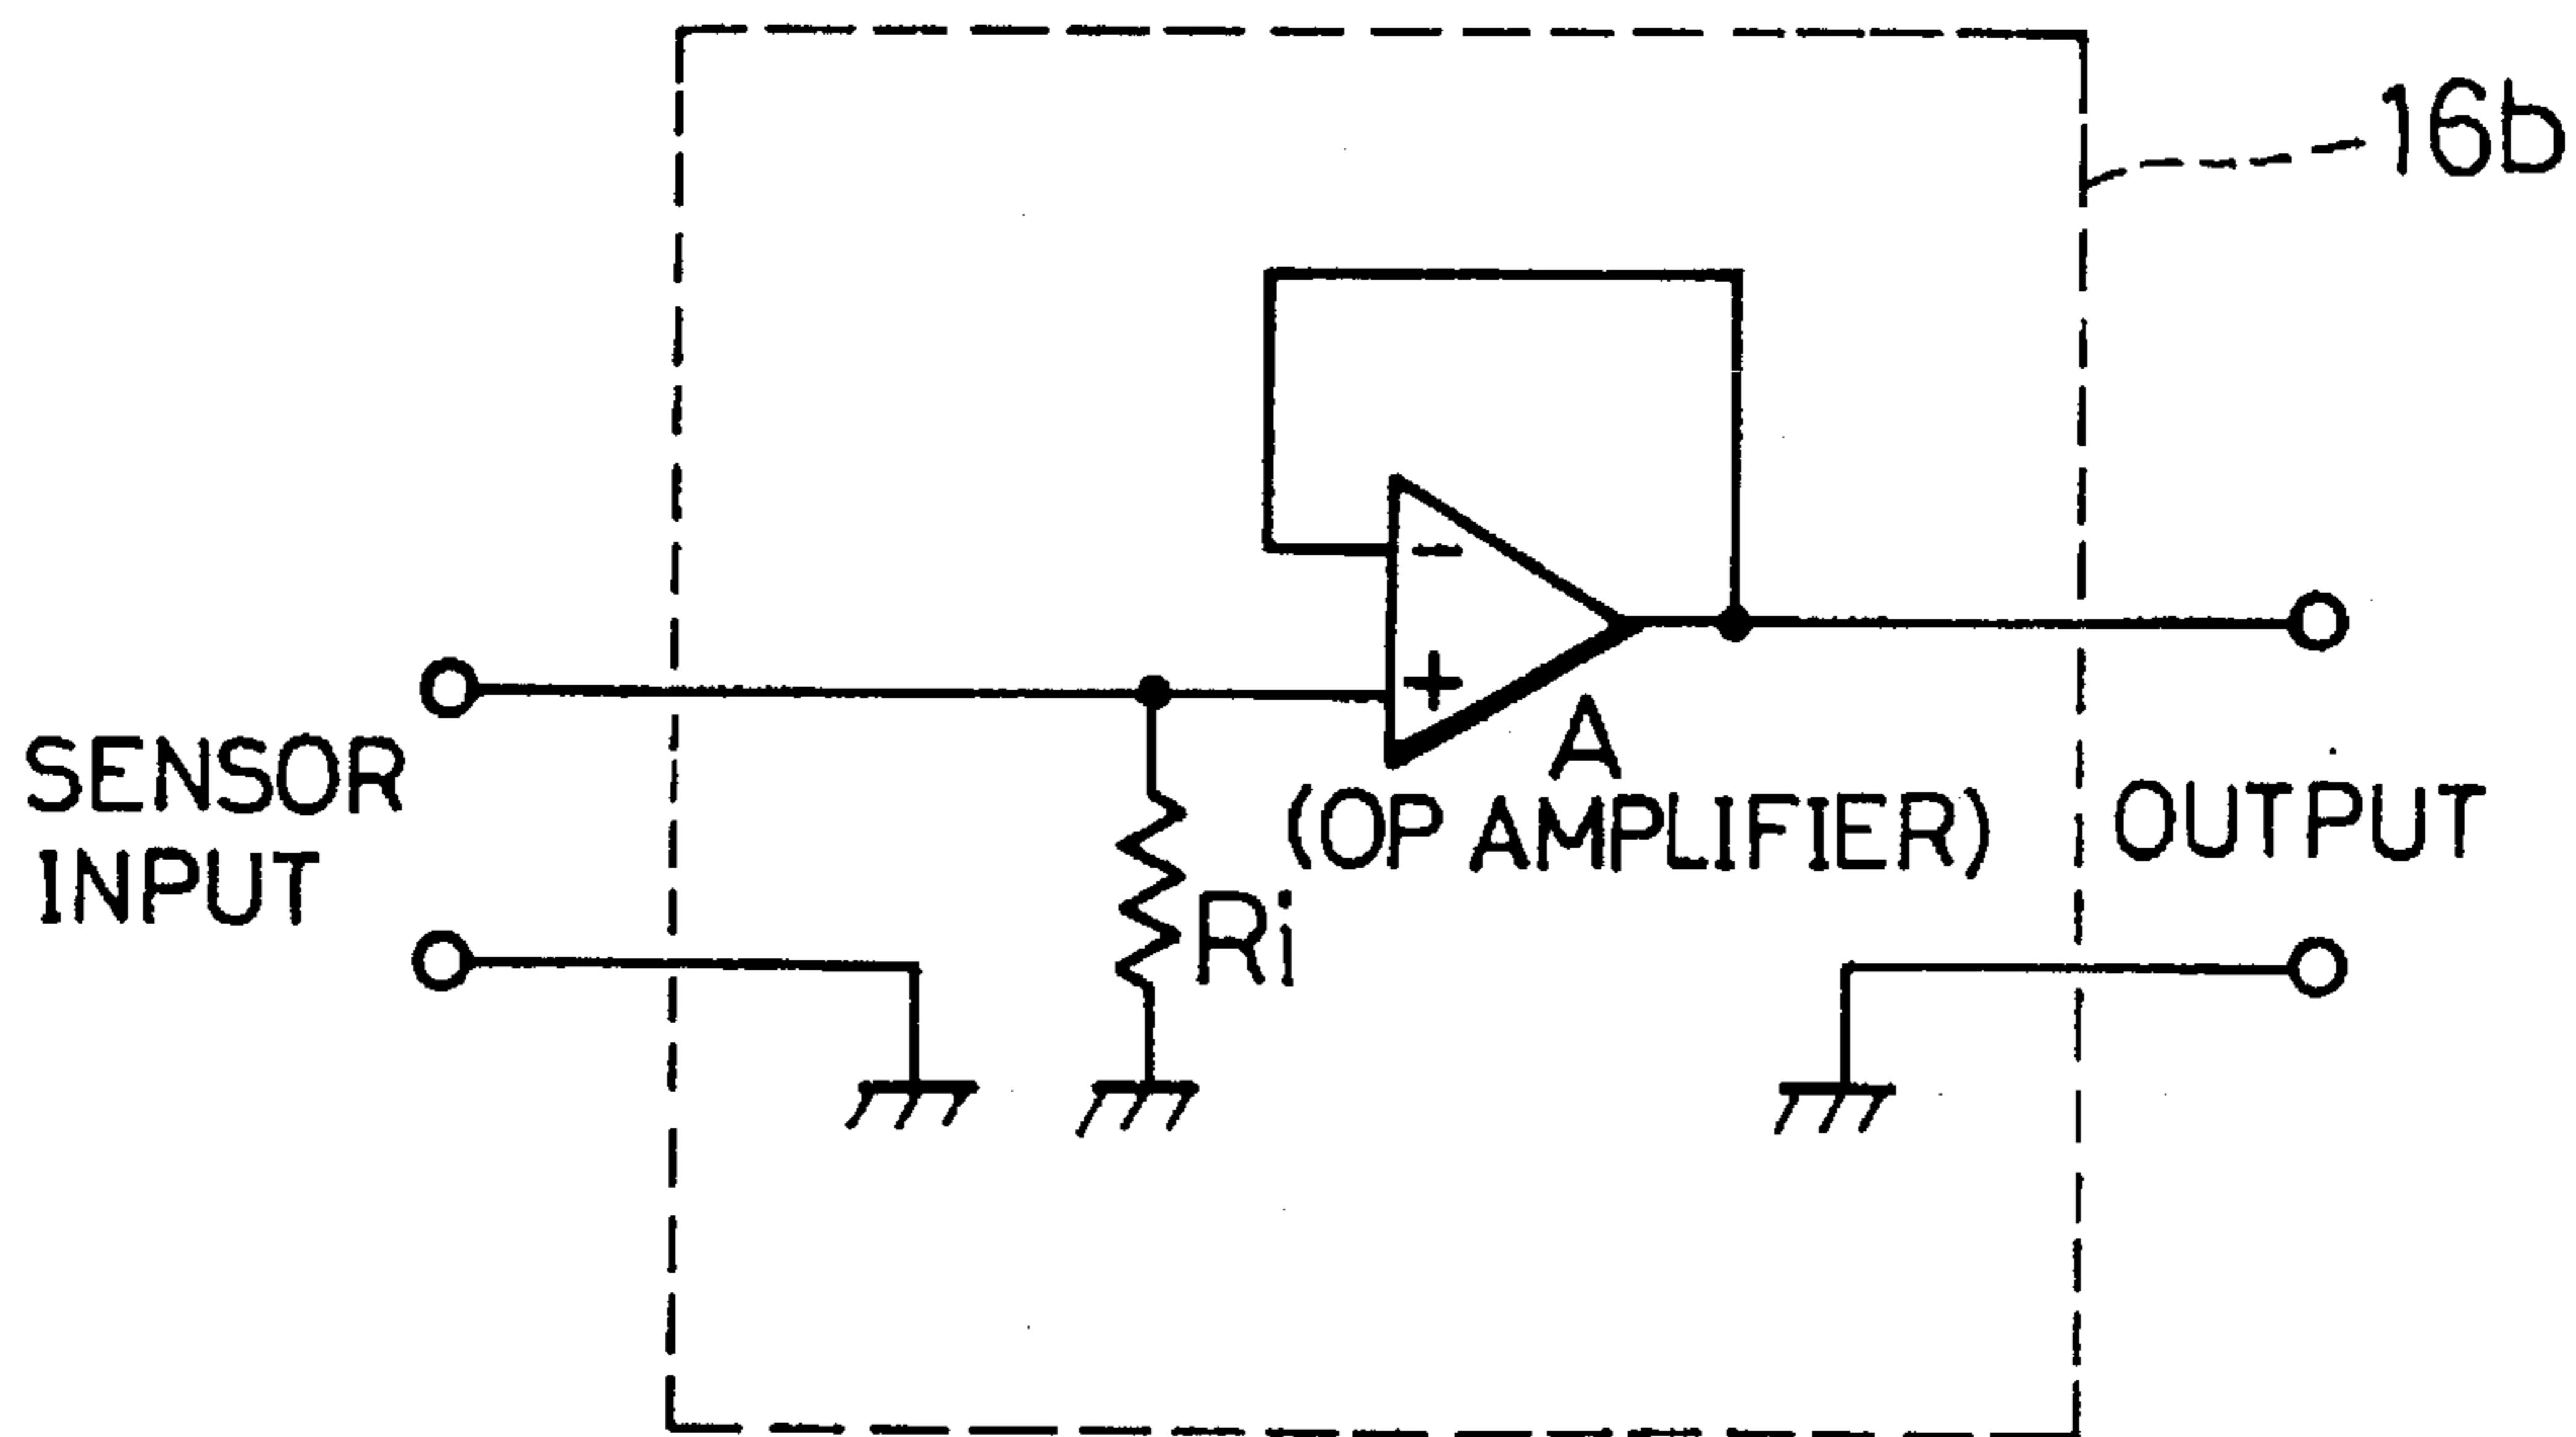 16b
-
+
SENSOR
INPUT
A
(OP AMPLIFIER)
OUTPUT
Ri